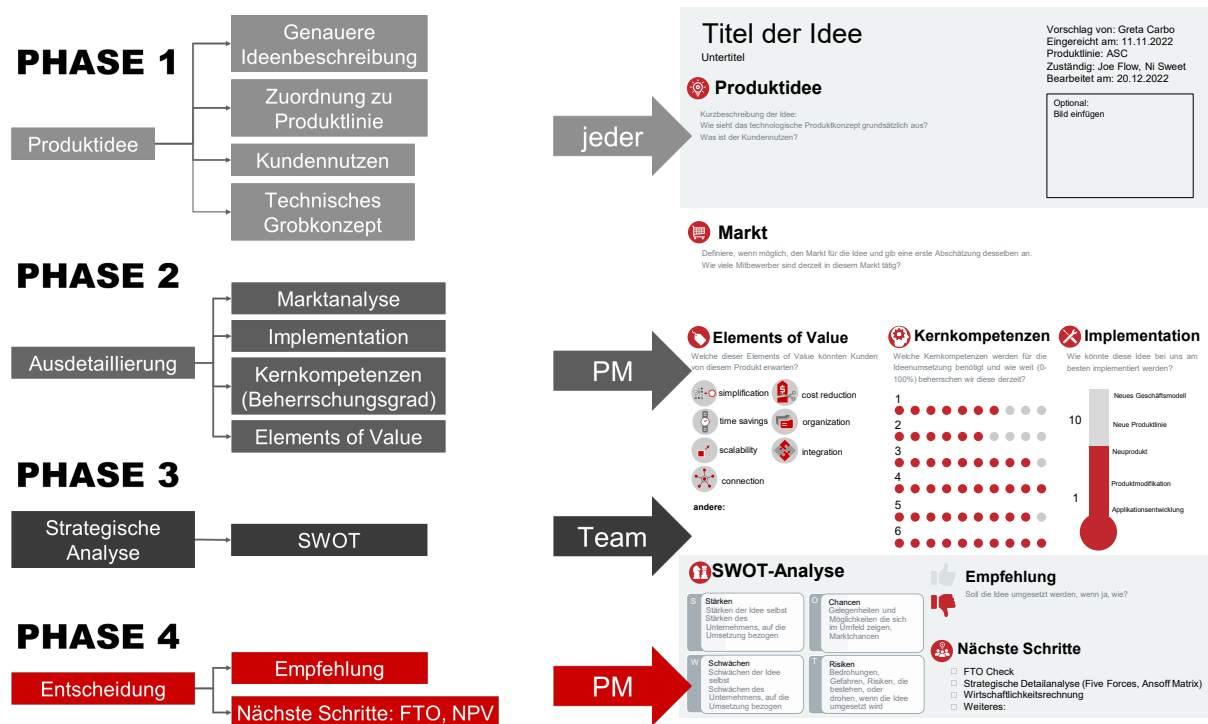 PHASE 1
Produktidee
Genauere
Ideenbeschreibung
Zuordnung zu
Produktlinie
Kundennutzen
Technisches
Grobkonzept
jeder
PHASE 2
Ausdetaillierung
Marktanalyse
Implementation
Kernkompetenzen
(Beherrschungsgrad)
Elements of Value
PM
PHASE 3
Strategische
Analyse
SWOT
Team
PHASE 4
Entscheidung
Empfehlung
Nächste Schritte: FTO, NPV
PM
Titel der Idee
Untertitel
Vorschlag von: Greta Carbo
Eingereicht am: 11.11.2022
Produktlinie: ASC
Zuständig: Joe Flow, Ni Sweet
Bearbeitet am: 20.12.2022
Produktidee
Kurzbeschreibung der Idee:
Wie sieht das technologische Produktkonzept grundsätzlich aus?
Was ist der Kundennutzen?
Optional:
Bild einfügen
Markt
Definiere, wenn möglich, den Markt für die Idee und gib eine erste Abschätzung desselben an.
Wie viele Mitbewerber sind derzeit in diesem Markt tätig?
Elements of Value
Welche dieser Elements of Value könnten Kunden
von diesem Produkt erwarten?
simplification
cost reduction
time savings
organization
scalability
integration
connection
andere:
Kernkompetenzen
Welche Kernkompetenzen werden für die
Ideenumsetzung benötigt und wie weit (0-
100%) beherrschen wir diese derzeit?
1
2
3
4
5
6
Implementation
Wie könnte diese Idee bei uns am
besten implementiert werden?
Neues Geschäftsmodell
10
Neue Produktlinie
Neuprodukt
Produktmodifikation
1
Applikationsentwicklung
SWOT-Analyse
S
Stärken
Stärken der Idee selbst
Stärken des
Unternehmens, auf die
Umsetzung bezogen
O
Chancen
Gelegenheiten und
Möglichkeiten die sich
im Umfeld zeigen,
Marktchancen
W
Schwächen
Schwächen der Idee
selbst
Schwächen des
Unternehmens, auf die
Umsetzung bezogen
T
Risiken
Bedrohungen,
Gefahren, Risiken, die
bestehen, oder
drohen, wenn die Idee
umgesetzt wird
Empfehlung
Soll die Idee umgesetzt werden, wenn ja, wie?
Nächste Schritte
FTO Check
Strategische Detailanalyse (Five Forces, Ansoff Matrix)
Wirtschaftlichkeitsrechnung
Weiteres: